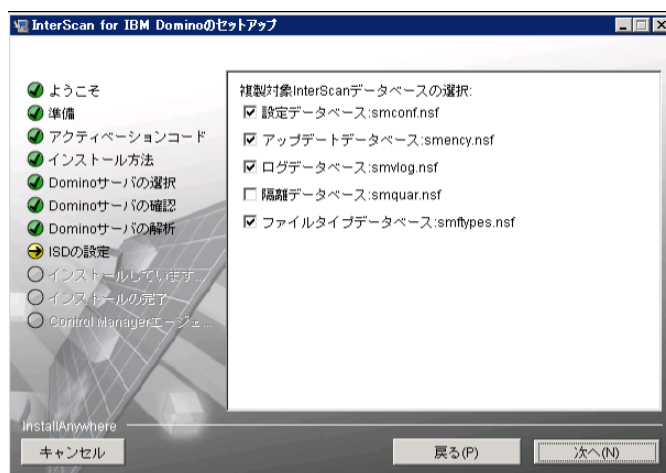 InterScan for IBM Dominoのセットアップ
ようこそ
準備
アクティベーションコード
インストール方法
Dominoサーバの選択
Dominoサーバの確認
Dominoサーバの解析
ISDの設定
インストールしています...
インストールの完了
Control Managerエージェ...
複製対象InterScanデータベースの選択:
設定データベース:smconf.nsf
アップデートデータベース:smency.nsf
ログデータベース:smvlog.nsf
隔離データベース:smquar.nsf
ファイルタイプデータベース:smftypes.nsf
InstallAnywhere
キャンセル
戻る(P)
次へ(N)